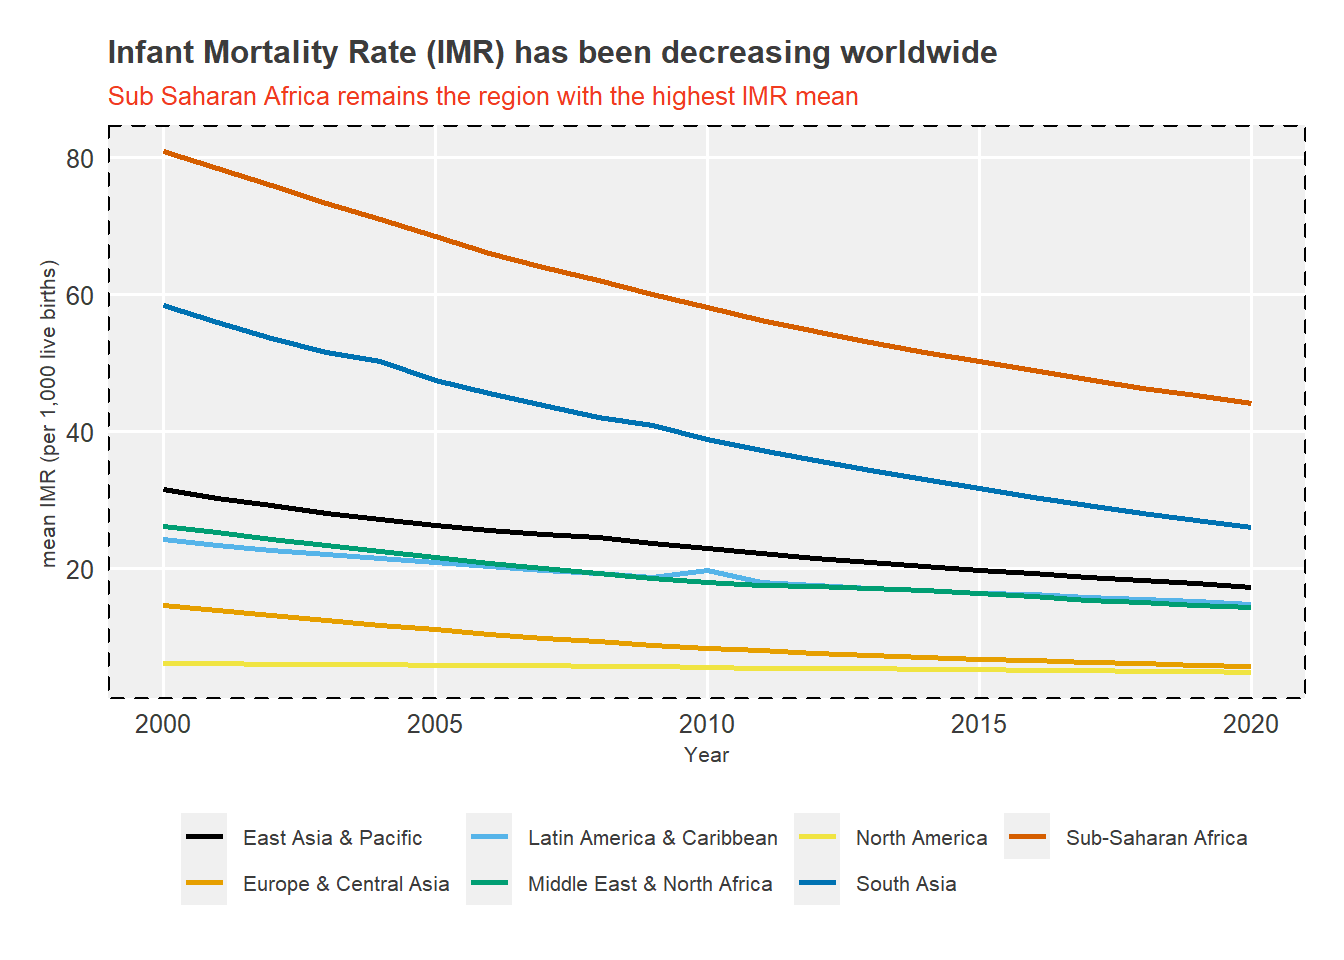 Infant Mortality Rate (IMR) has been decreasing worldwide
Sub Saharan Africa remains the region with the highest IMR mean
mean IMR (per 1,000 live births)
80
60
40
20
2000 2005 2010 2015 2020
Year
East Asia & Pacific Latin America & Caribbean North America Sub-Saharan Africa
Europe & Central Asia Middle East & North Africa South Asia